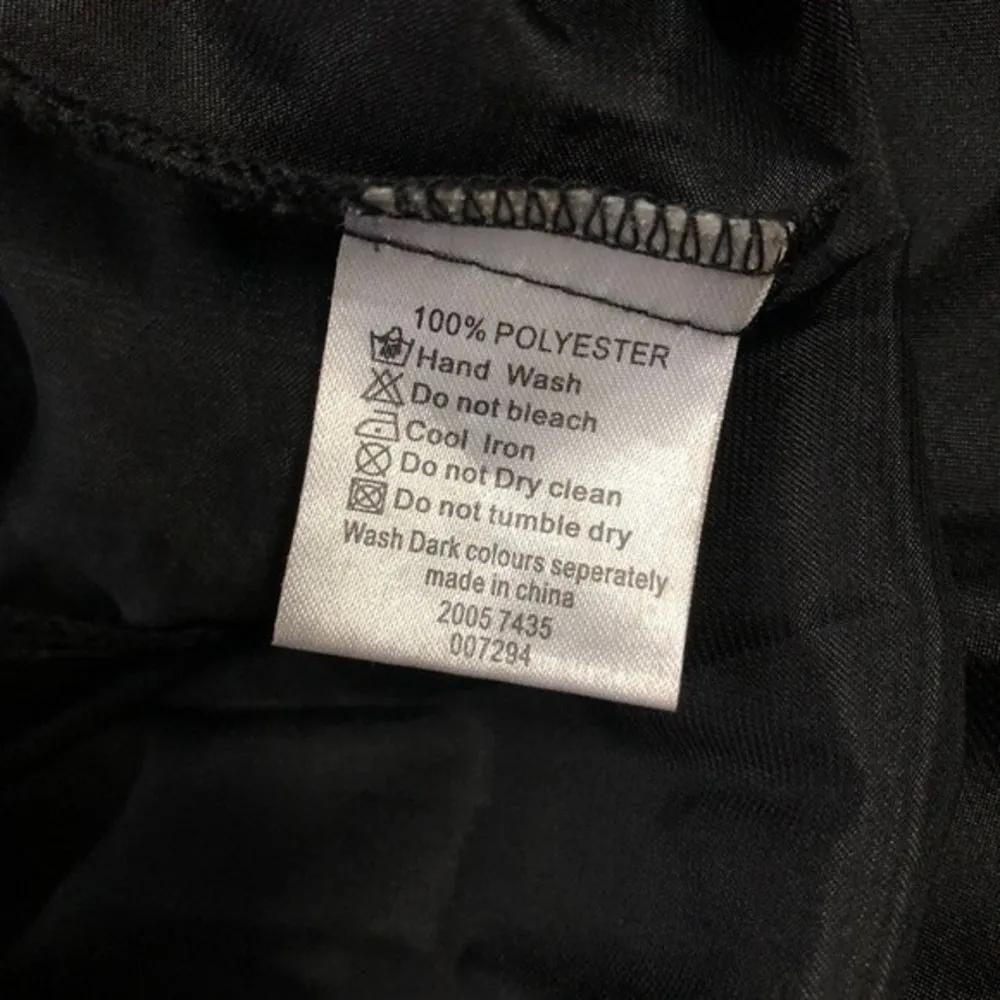 100% POLYESTER
Hand Wash
Do not bleach
Cool Iron
Do not Dry clean
Do not tumble dry
Wash Dark colours seperately
made in china
2005 7435
007294